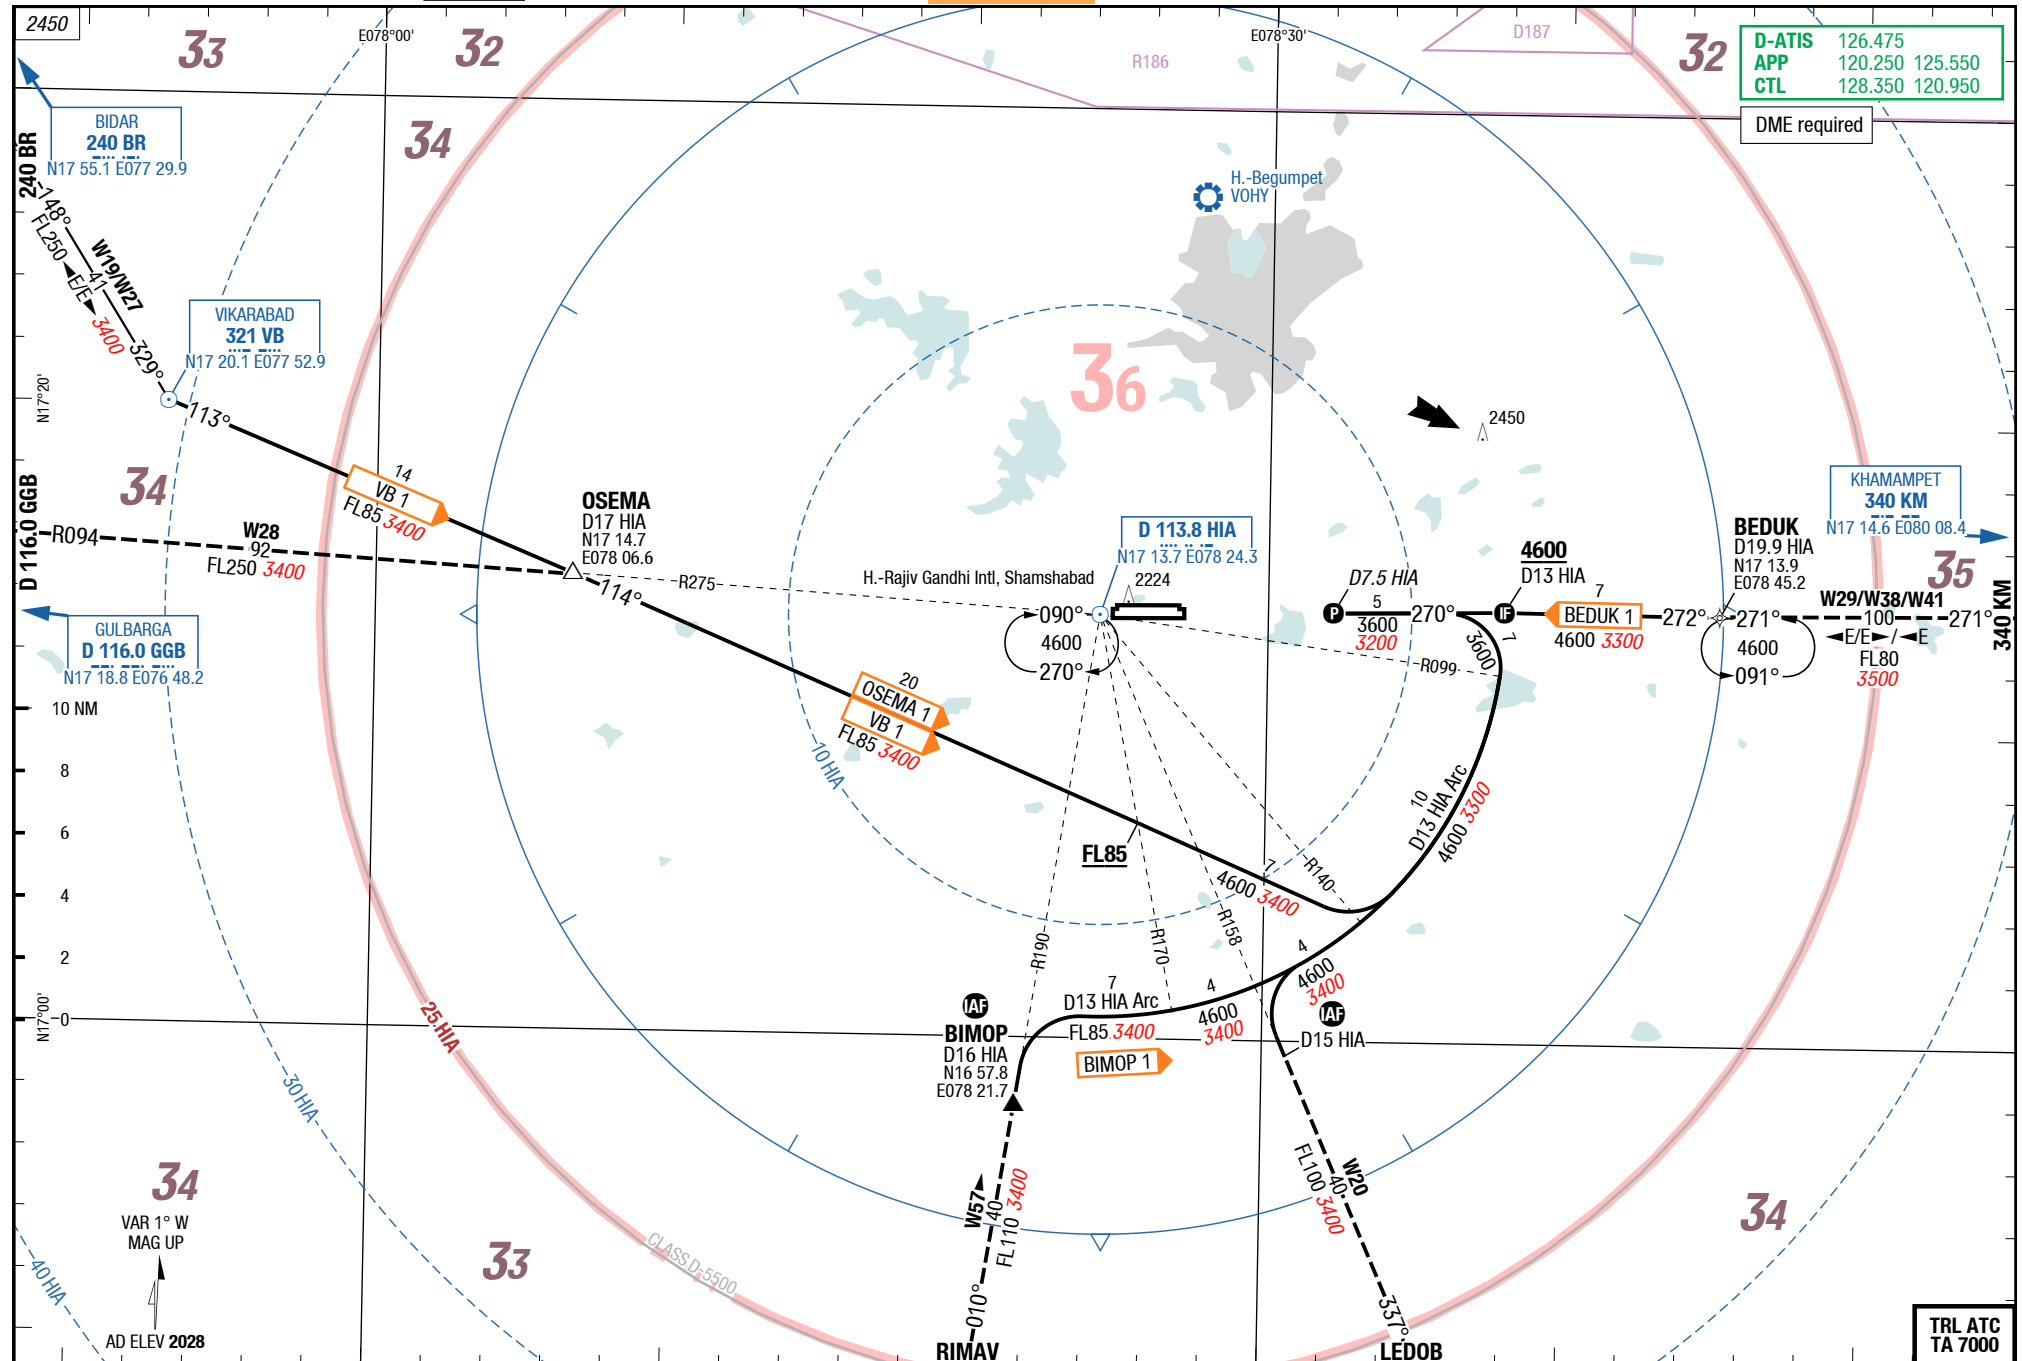 2450
E078°00'
E078°30'
33
32
32
34
R186
D187
D-ATIS 126.475
APP 120.250 125.550
CTL 128.350 120.950
DME required
BIDAR
240 BR
N17 55.1 E077 29.9
240 BR
148°
FL250
W19/W27
41
E/E
3400
329°
H.-Begumpet
VOHY
VIKARABAD
321 VB
N17 20.1 E077 52.9
N17°20'
113°
36
2450
34
14
VB 1
FL85 3400
OSEMA
D17 HIA
N17 14.7
E078 06.6
D 116.0 GGB
R094
W28
92
FL250 3400
R275
114°
D 113.8 HIA
N17 13.7 E078 24.3
H.-Rajiv Gandhi Intl, Shamshabad
2224
090°
4600
270°
D7.5 HIA
P
5
3600
3200
270°
4600
D13 HIA
IF
7
3600
7
BEDUK 1
4600 3300
272°
BEDUK
D19.9 HIA
N17 13.9
E078 45.2
271°
4600
091°
KHAMAMPET
340 KM
N17 14.6 E080 08.4
35
W29/W38/W41
100
271°
E/E / E
FL80
3500
340 KM
R099
GULBARGA
D 116.0 GGB
N17 18.8 E076 48.2
10 NM
8
6
4
2
0
20
OSEMA 1
VB 1
FL85 3400
10 HIA
FL85
7
4600 3400
R140
10
D13 HIA Arc
4600 3300
R190
R170
R158
4
4600
3400
IAF
BIMOP
D16 HIA
N16 57.8
E078 21.7
7
D13 HIA Arc
FL85 3400
4
4600
3400
BIMOP 1
IAF
D15 HIA
N17°00'
25 HIA
30 HIA
40 HIA
CLASS D-5500
34
33
34
VAR 1° W
MAG UP
AD ELEV 2028
W57
40
FL110 3400
010°
RIMAV
W20
40
FL100 3400
337°
LEDOB
TRL ATC
TA 7000